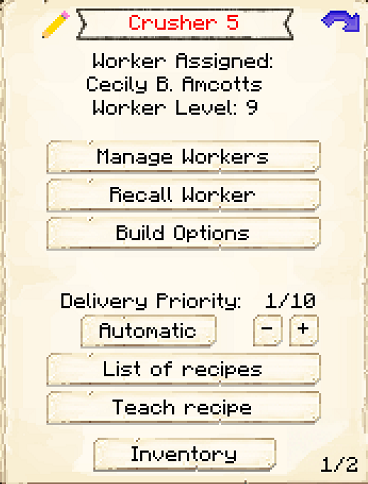 Crusher 5
Worker Assigned:
Cecily B. Amcotts
Worker Level: 9
Manage Workers
Recall Worker
Build Options
Delivery Priority: 1/10
Automatic - +
List of recipes
Teach recipe
Inventory
1/2